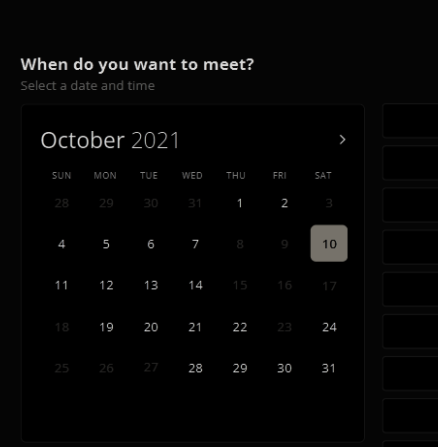 When do you want to meet?
Select a date and time
October 2021
SUN MON TUE WED THU FRI SAT
28 29 30 31 1 2 3
4 5 6 7 8 9 10
11 12 13 14 15 16 17
18 19 20 21 22 23 24
25 26 27 28 29 30 31